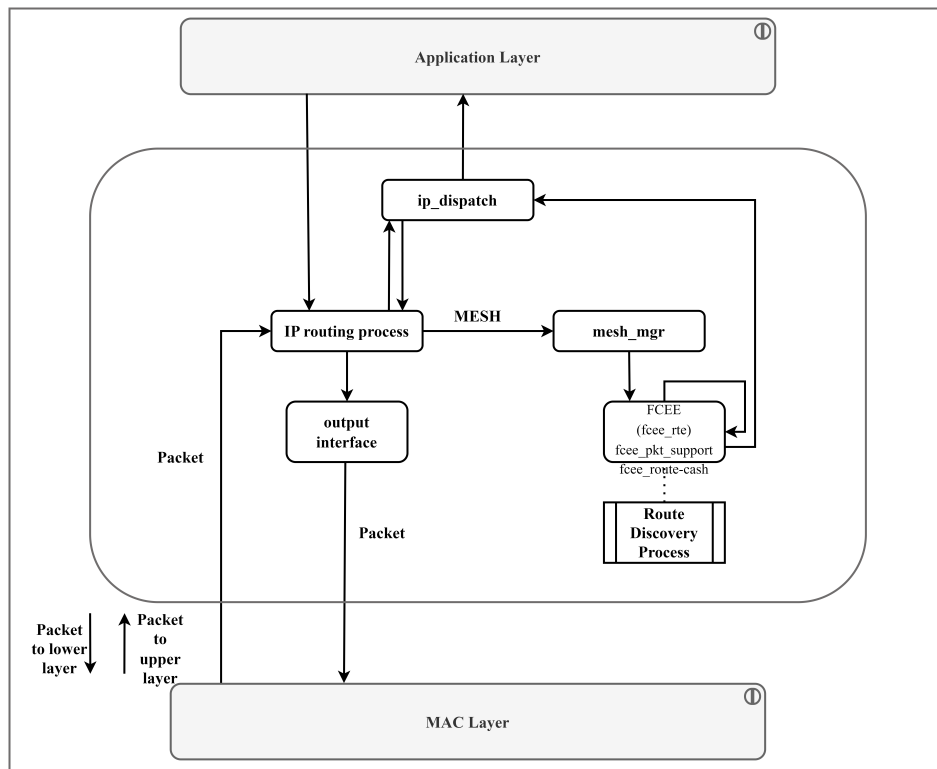 Application Layer
ip_dispatch
IP routing process
MESH
mesh_mgr
output
interface
FCEE
(fcee_rte)
fcee_pkt_support
fcee_route-cash
Packet
Packet
Route
Discovery
Process
Packet
to lower
layer
Packet
to
upper
layer
MAC Layer